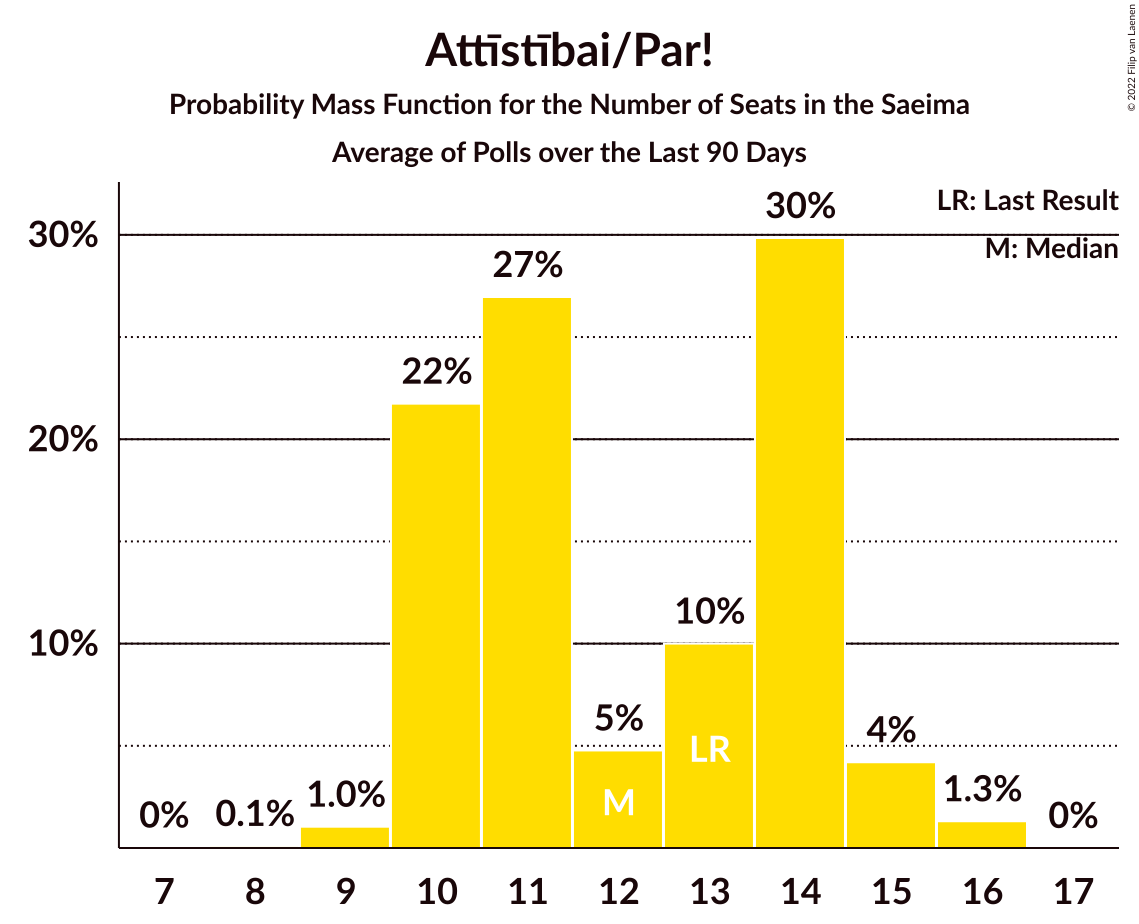 Attīstībai/Par!
Probability Mass Function for the Number of Seats in the Saeima
Average of Polls over the Last 90 Days
© 2022 Filip van Laenen
LR: Last Result
M: Median
30%
20%
10%
0%
0.1%
1.0%
22%
27%
5%
10%
30%
4%
1.3%
0%
M
LR
7 8 9 10 11 12 13 14 15 16 17